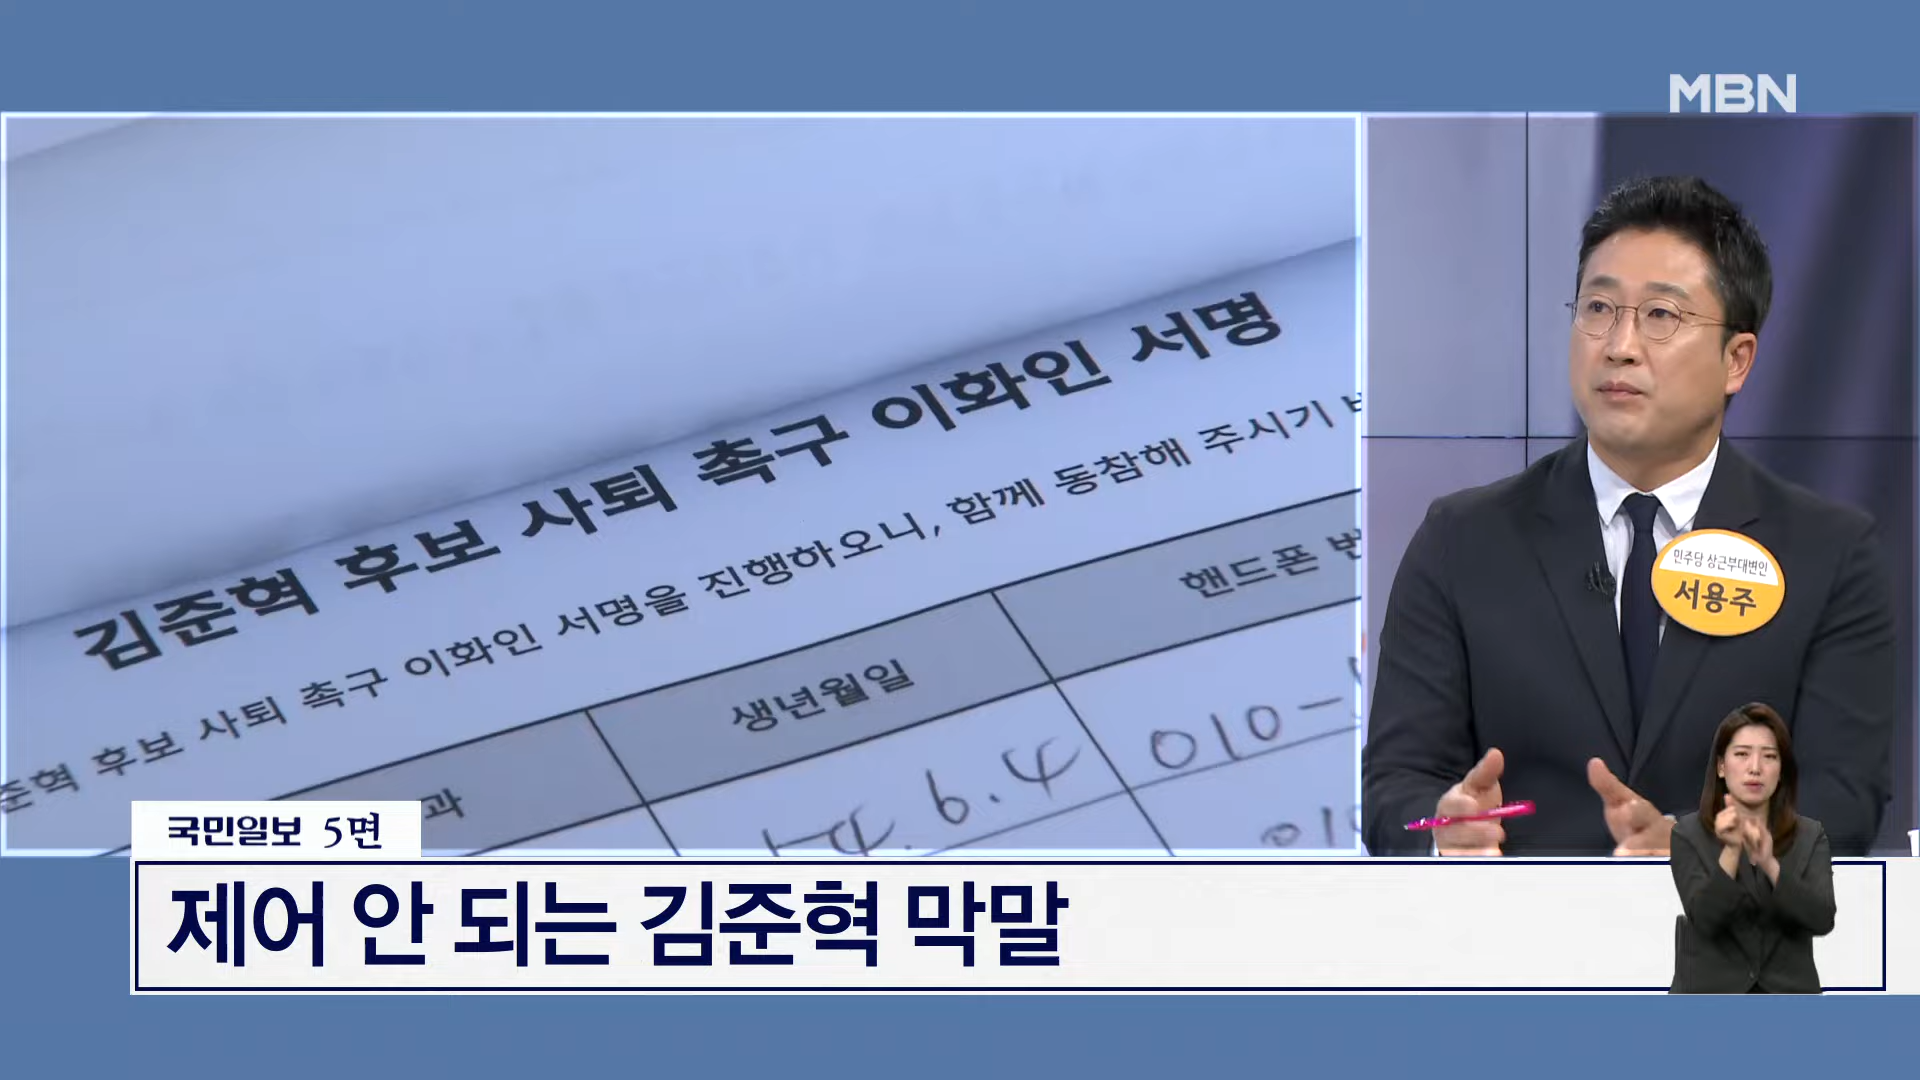 MBN
김준혁 후보 사퇴 촉구 이화인 서명
준혁 후보 사퇴 촉구 이화인 서명을 진행하오니, 함께 동참해 주시기
과
생년월일
핸드폰
6.4
010-
010
민주당 상근부대변인
서용주
국민일보 5면
제어 안 되는 김준혁 막말